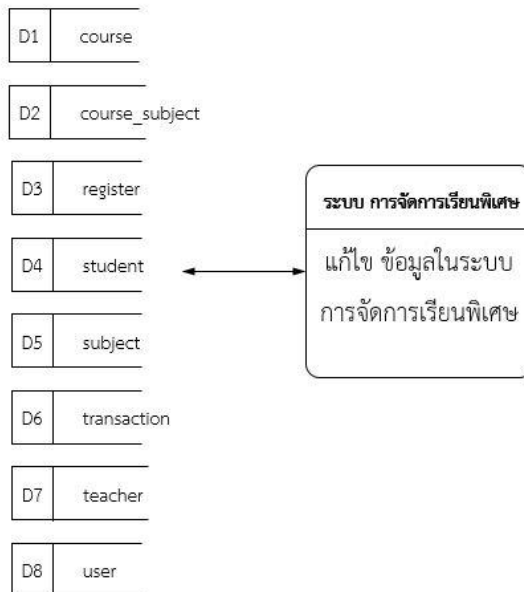 D1 course
D2 course_subject
D3 register
D4 student
D5 subject
D6 transaction
D7 teacher
D8 user
ระบบ การจัดการเรียนพิเศษ
แก้ไข ข้อมูลในระบบ
การจัดการเรียนพิเศษ